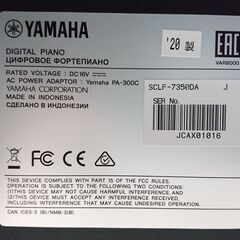 YAMAHA
DIGITAL PIANO
ЦИФРОВОЕ ФОРТЕПИАНО
RATED VOLTAGE : DC16V
AC POWER ADAPTOR : Yamaha PA-300C
YAMAHA CORPORATION
MADE IN INDONESIA
СДЕЛАНО В ИНДОНЕЗИИ
'20 製
EAC
VAR8000
SCLP-7350DA J
SER No.
JCAX01016
FC
THIS DEVICE COMPLIES WITH PART 15 OF THE FCC RULES.
OPERATION IS SUBJECT TO THE FOLLOWING TWO CONDITIONS:
(1) THIS DEVICE MAY NOT CAUSE HARMFUL INTERFERENCE, AND
(2) THIS DEVICE MUST ACCEPT ANY INTERFERENCE RECEIVED,
INCLUDING INTERFERENCE THAT MAY CAUSE UNDESIRED
OPERATION.
CAN ICES-3 (B)/NMB-3(B)